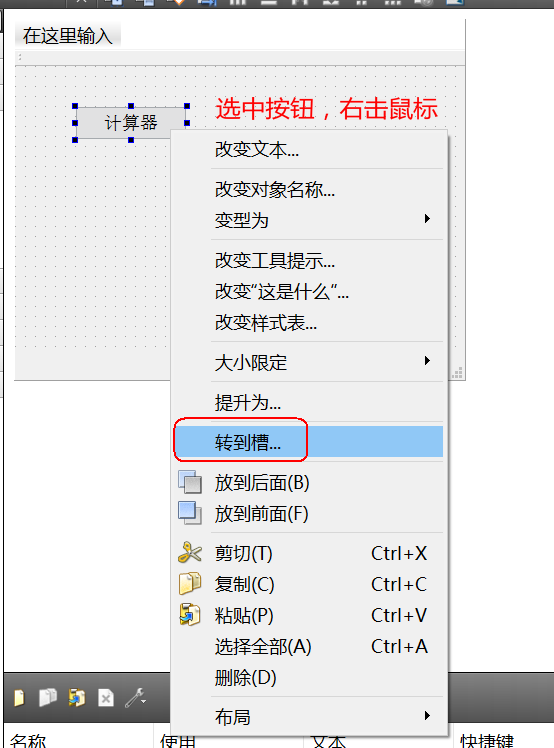 在这里输入
选中按钮，右击鼠标
计算器
改变文本...
改变对象名称...
变型为
改变工具提示...
改变“这是什么”...
改变样式表...
大小限定
提升为...
转到槽...
放到后面(B)
放到前面(F)
剪切(T) Ctrl+X
复制(C) Ctrl+C
粘贴(P) Ctrl+V
选择全部(A) Ctrl+A
删除(D)
布局
名称 使用 文本 快捷键